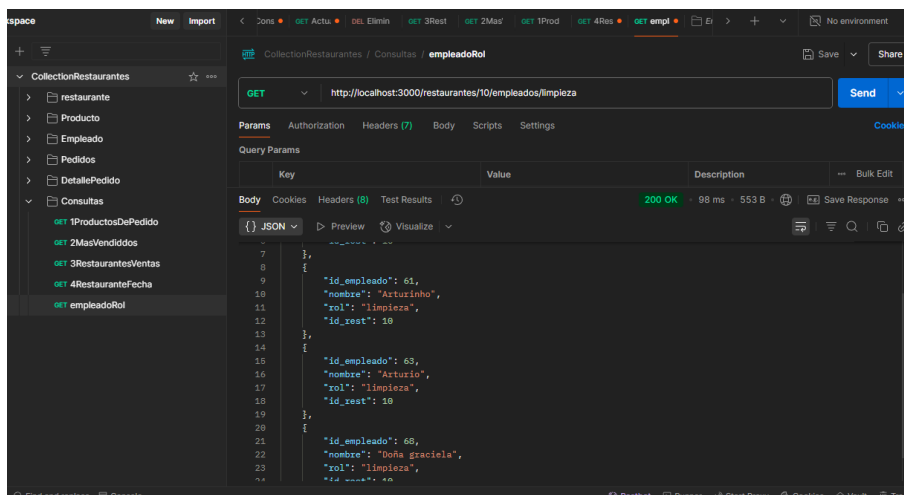 kspace New Import Cons GET Actu: DEL Elimin GET 3Rest GET 2Mas' GET 1Prod GET 4Res GET empl No environment
CollectionRestaurantes / Consultas / empleadoRol Save Share
CollectionRestaurantes
restaurante
GET http://localhost:3000/restaurantes/10/empleados/limpieza Send
Producto
Empleado
Params Authorization Headers (7) Body Scripts Settings Cookie
Pedidos
Query Params
DetallePedido
Key Value Description Bulk Edit
Consultas
Body Cookies Headers (8) Test Results 200 OK 98 ms 553 B Save Response
GET 1ProductosDePedido
{} JSON Preview Visualize
GET 2MasVendiddos
GET 3RestaurantesVentas
GET 4RestauranteFecha
GET empleadoRol
7 },
8 {
9 "id_empleado": 61,
10 "nombre": "Arturinho",
11 "rol": "limpieza",
12 "id_rest": 10
13 },
14 {
15 "id_empleado": 63,
16 "nombre": "Arturio",
17 "rol": "limpieza",
18 "id_rest": 10
19 },
20 {
21 "id_empleado": 68,
22 "nombre": "Doña graciela",
23 "rol": "limpieza",
24 "id_rest": 10